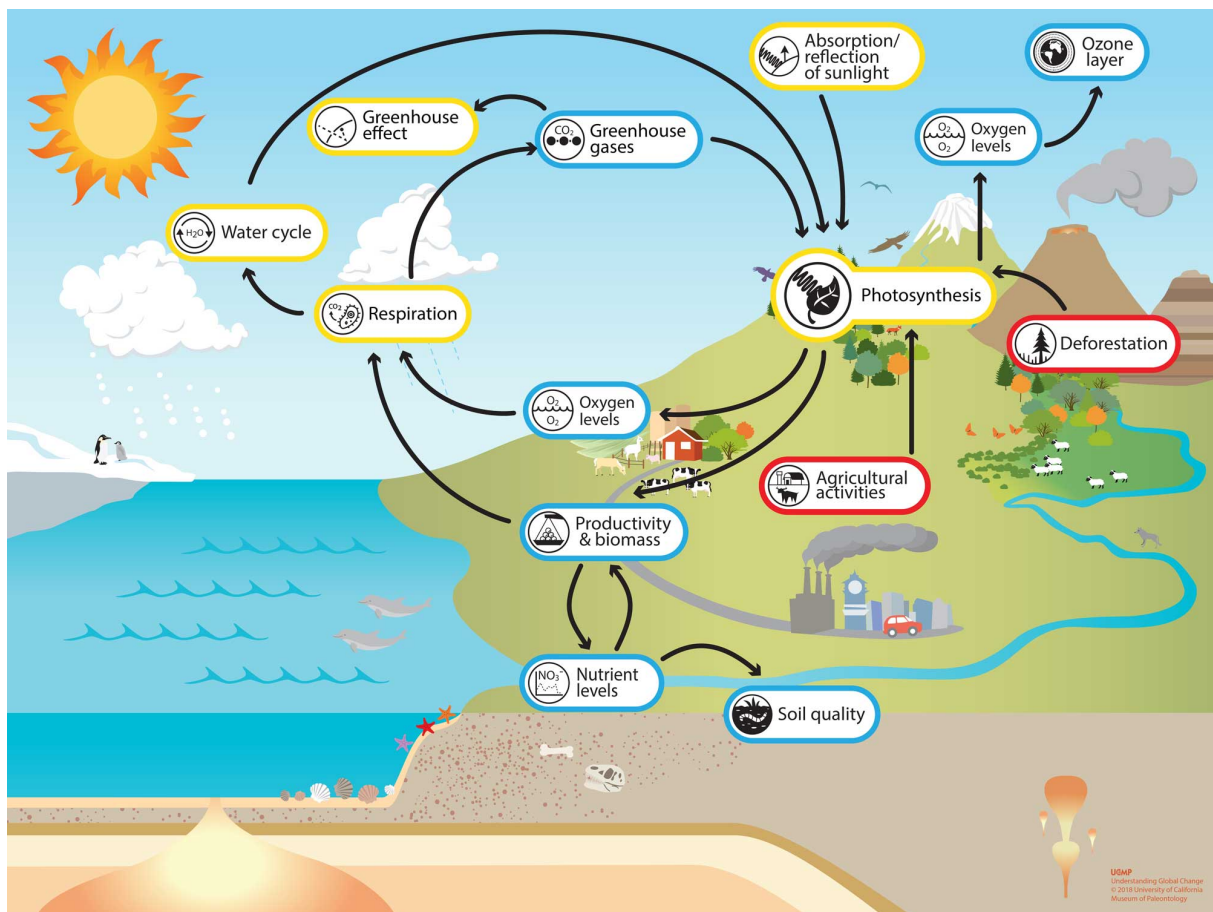 Absorption/
reflection
of sunlight
Ozone
layer
Greenhouse
effect
CO₂
Greenhouse
gases
O₂
O₂
Oxygen
levels
H₂O
Water cycle
CO₂
Respiration
Photosynthesis
Deforestation
O₂
O₂
Oxygen
levels
Agricultural
activities
Productivity
& biomass
NO₃⁻
Nutrient
levels
Soil quality
UCMP
Understanding Global Change
© 2018 University of California
Museum of Paleontology